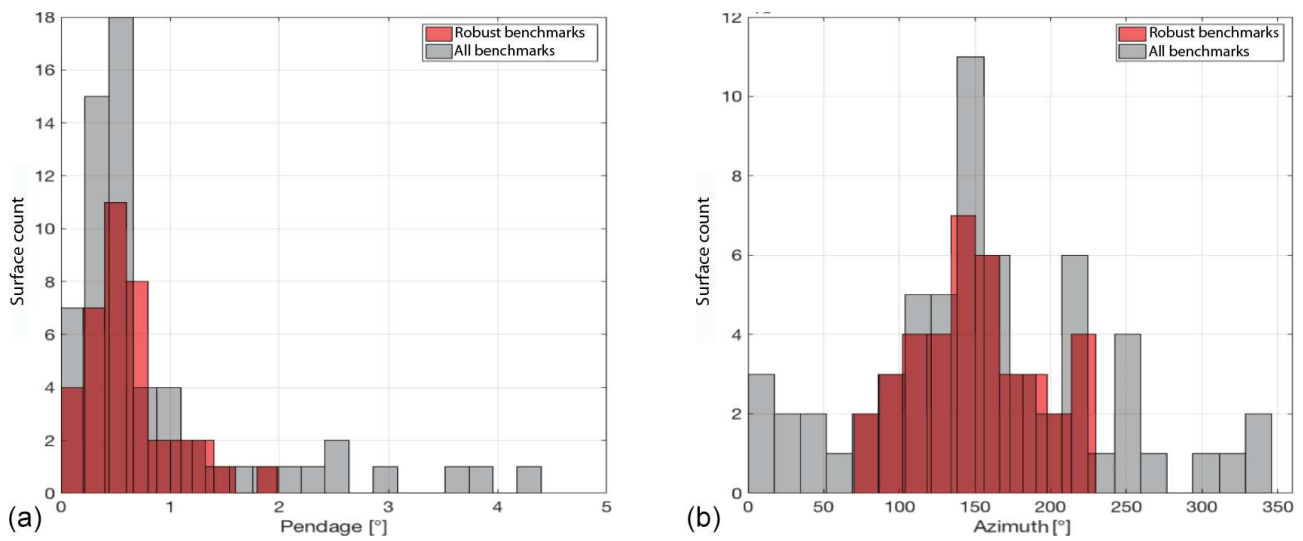 18
16
14
12
10
8
6
4
2
0
Surface count
Robust benchmarks
All benchmarks
0 1 2 3 4 5
Pendage [°]
(a)
12
10
8
6
4
2
0
Surface count
Robust benchmarks
All benchmarks
0 50 100 150 200 250 300 350
Azimuth [°]
(b)